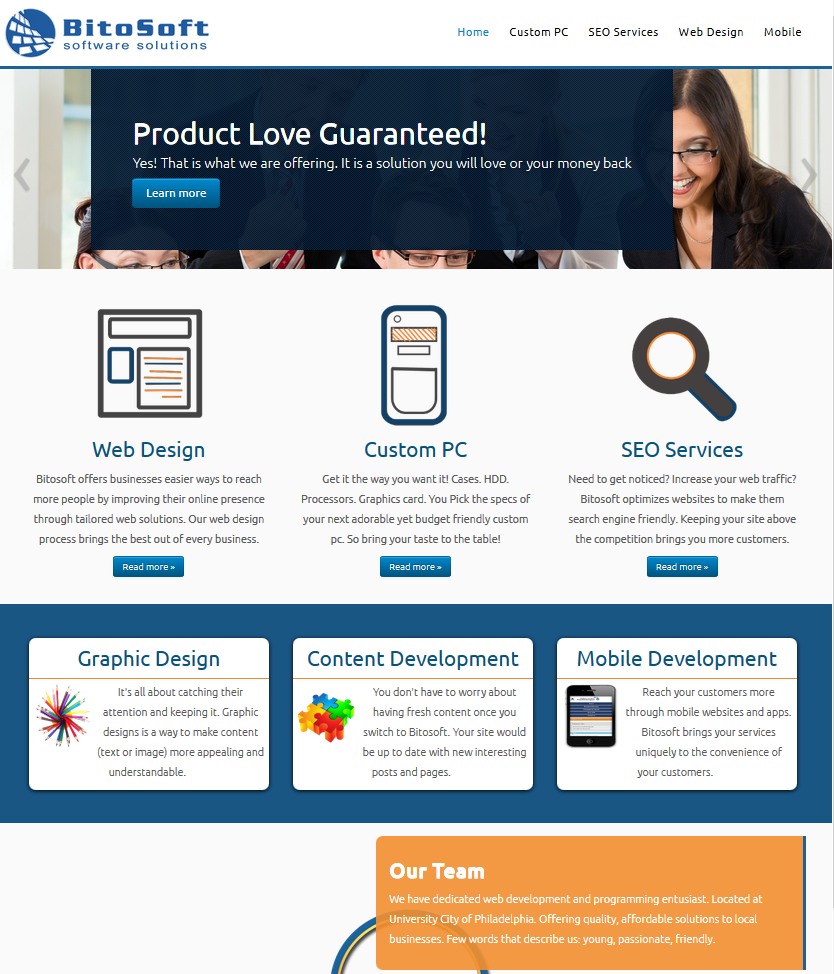 BitoSoft
software solutions
Home Custom PC SEO Services Web Design Mobile
Product Love Guaranteed!
Yes! That is what we are offering. It is a solution you will love or your money back
Learn more
Web Design
Bitosoft offers businesses easier ways to reach
more people by improving their online presence
through tailored web solutions. Our web design
process brings the best out of every business.
Read more »
Custom PC
Get it the way you want it! Cases. HDD.
Processors. Graphics card. You Pick the specs of
your next adorable yet budget friendly custom
pc. So bring your taste to the table!
Read more »
SEO Services
Need to get noticed? Increase your web traffic?
Bitosoft optimizes websites to make them
search engine friendly. Keeping your site above
the competition brings you more customers.
Read more »
Graphic Design
It's all about catching their
attention and keeping it. Graphic
designs is a way to make content
(text or image) more appealing and
understandable.
Content Development
You don't have to worry about
having fresh content once you
switch to Bitosoft. Your site would
be up to date with new interesting
posts and pages.
Mobile Development
Reach your customers more
through mobile websites and apps.
Bitosoft brings your services
uniquely to the convenience of
your customers.
Our Team
We have dedicated web development and programming entusiast. Located at
University City of Philadelphia. Offering quality, affordable solutions to local
businesses. Few words that describe us: young, passionate, friendly.